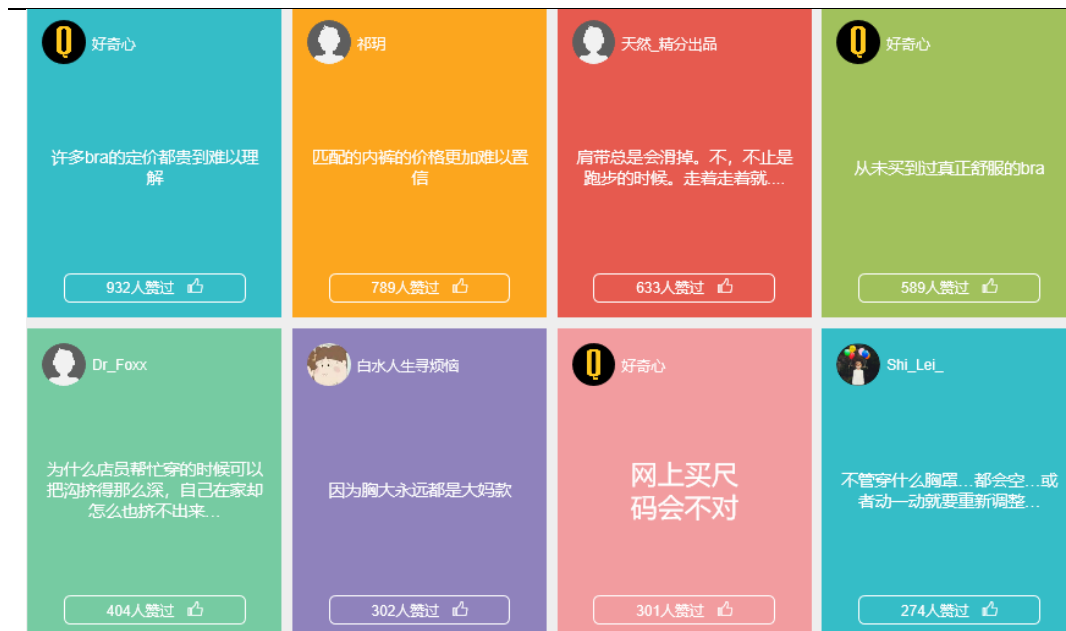 好奇心
许多bra的定价都贵到难以理
解
932人赞过
祁玥
匹配的内裤的价格更加难以置
信
789人赞过
天然_精分出品
肩带总是会滑掉。不，不止是
跑步的时候。走着走着就....
633人赞过
好奇心
从未买到过真正舒服的bra
589人赞过
Dr_Foxx
为什么店员帮忙穿的时候可以
把沟挤得那么深，自己在家却
怎么也挤不出来...
404人赞过
白水人生寻烦恼
因为胸大永远都是大妈款
302人赞过
好奇心
网上买尺
码会不对
301人赞过
Shi_Lei_
不管穿什么胸罩...都会空...或
者动一动就要重新调整...
274人赞过